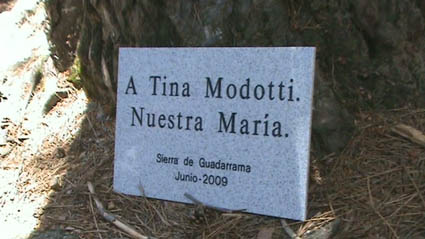 A Tina Modotti.
Nuestra María.
Sierra de Guadarrama
Junio-2009